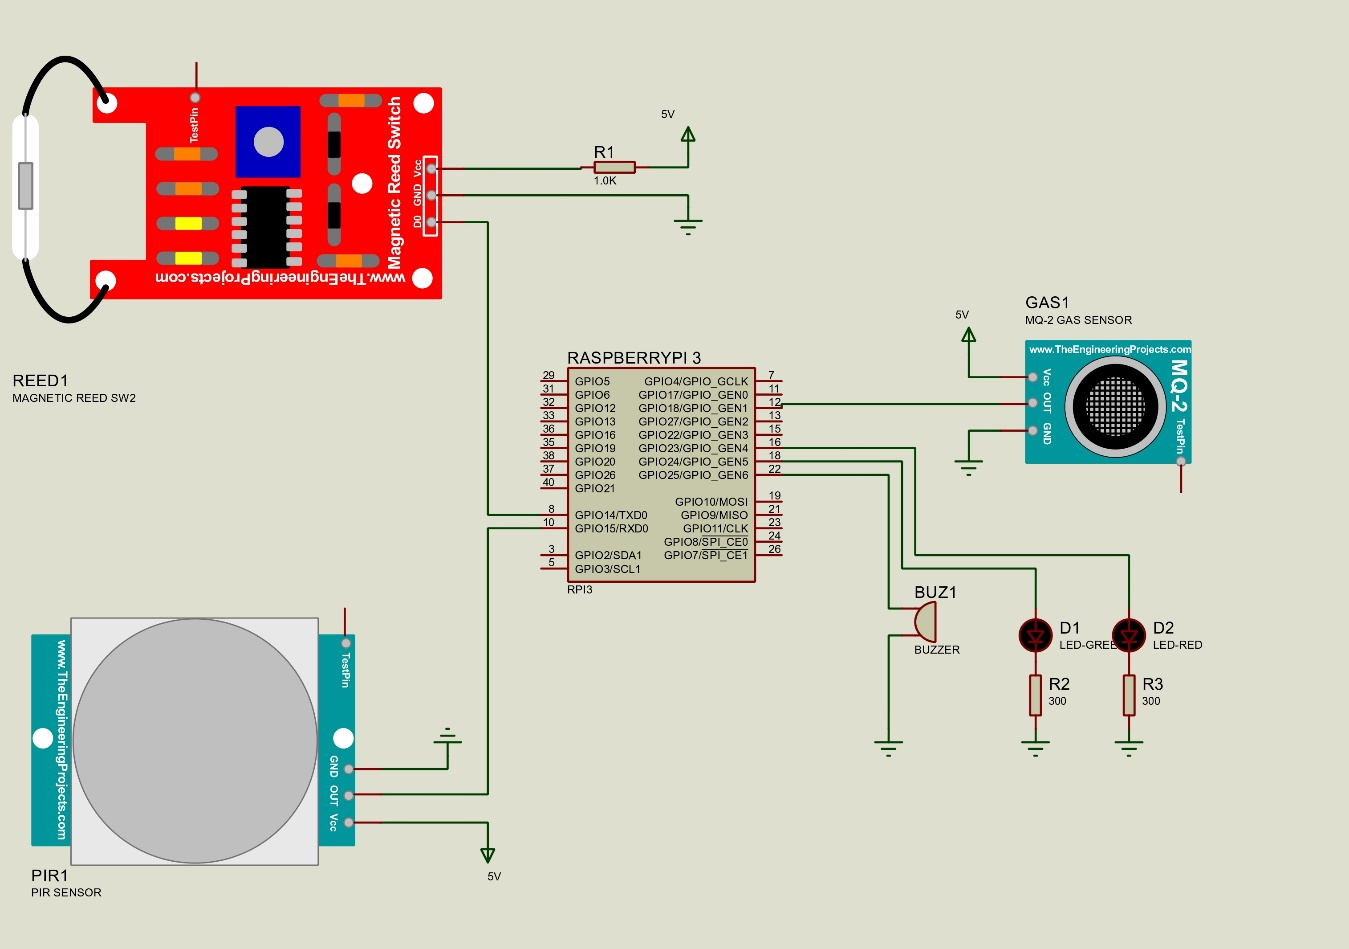 TestPin
Magnetic Reed Switch
Vcc
GND
D0
www.TheEngineeringProjects.com
REED1
MAGNETIC REED SW2
5V
R1
1.0K
RASPBERRYPI 3
29 GPIO5 GPIO4/GPIO_GCLK 7
31 GPIO6 GPIO17/GPIO_GEN0 11
32 GPIO12 GPIO18/GPIO_GEN1 12
33 GPIO13 GPIO27/GPIO_GEN2 13
36 GPIO16 GPIO22/GPIO_GEN3 15
35 GPIO19 GPIO23/GPIO_GEN4 16
38 GPIO20 GPIO24/GPIO_GEN5 18
37 GPIO26 GPIO25/GPIO_GEN6 22
40 GPIO21
GPIO10/MOSI 19
8 GPIO14/TXD0 GPIO9/MISO 21
10 GPIO15/RXD0 GPIO11/CLK 23
GPIO8/SPI_CE0 24
3 GPIO2/SDA1 GPIO7/SPI_CE1 26
5 GPIO3/SCL1
RPI3
GAS1
MQ-2 GAS SENSOR
5V
www.TheEngineeringProjects.com
Vcc
OUT
GND
MQ-2
TestPin
BUZ1
BUZZER
D1
LED-GREE
D2
LED-RED
R2
300
R3
300
www.TheEngineeringProjects.com
TestPin
GND
OUT
Vcc
5V
PIR1
PIR SENSOR